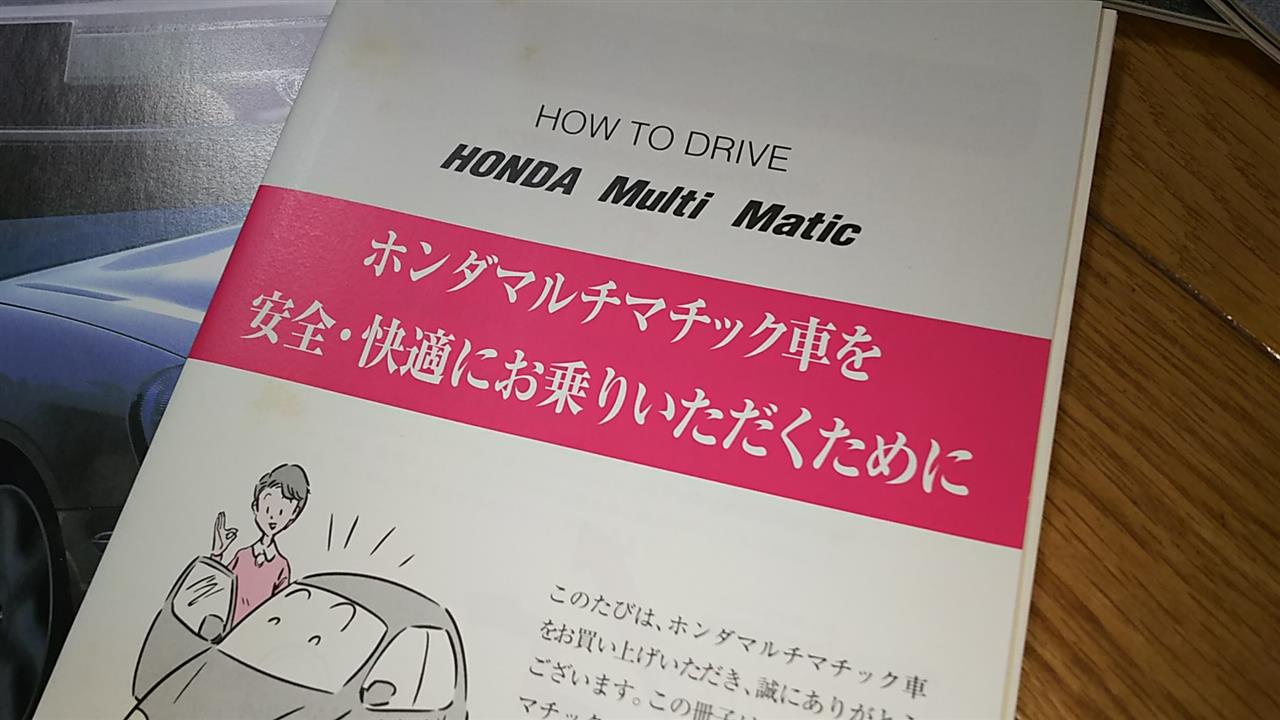 HOW TO DRIVE
HONDA Multi Matic
ホンダマルチマチック車を
安全・快適にお乗りいただくために
このたびは、ホンダマルチマチック車
をお買い上げいただき、誠にありがとう
ございます。この冊子は
マチック